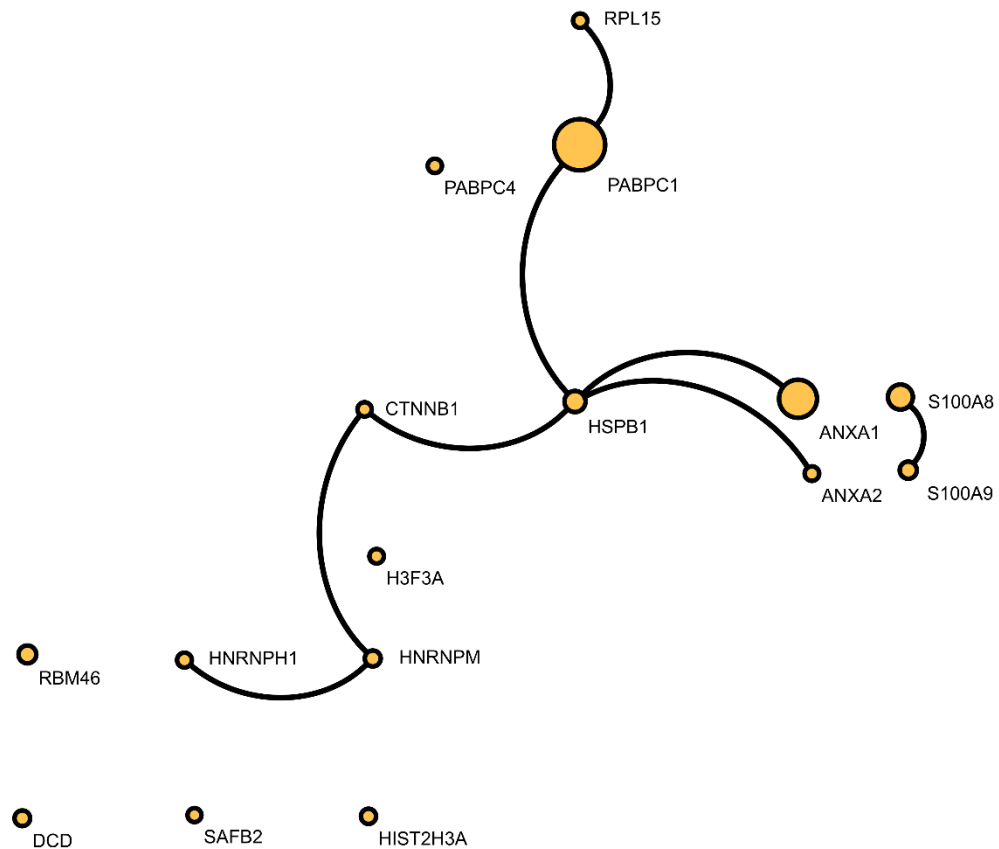 RPL15
PABPC4
PABPC1
CTNNB1
HSPB1
ANXA1
S100A8
ANXA2
S100A9
H3F3A
HNRNPH1
HNRNPM
RBM46
DCD
SAFB2
HIST2H3A